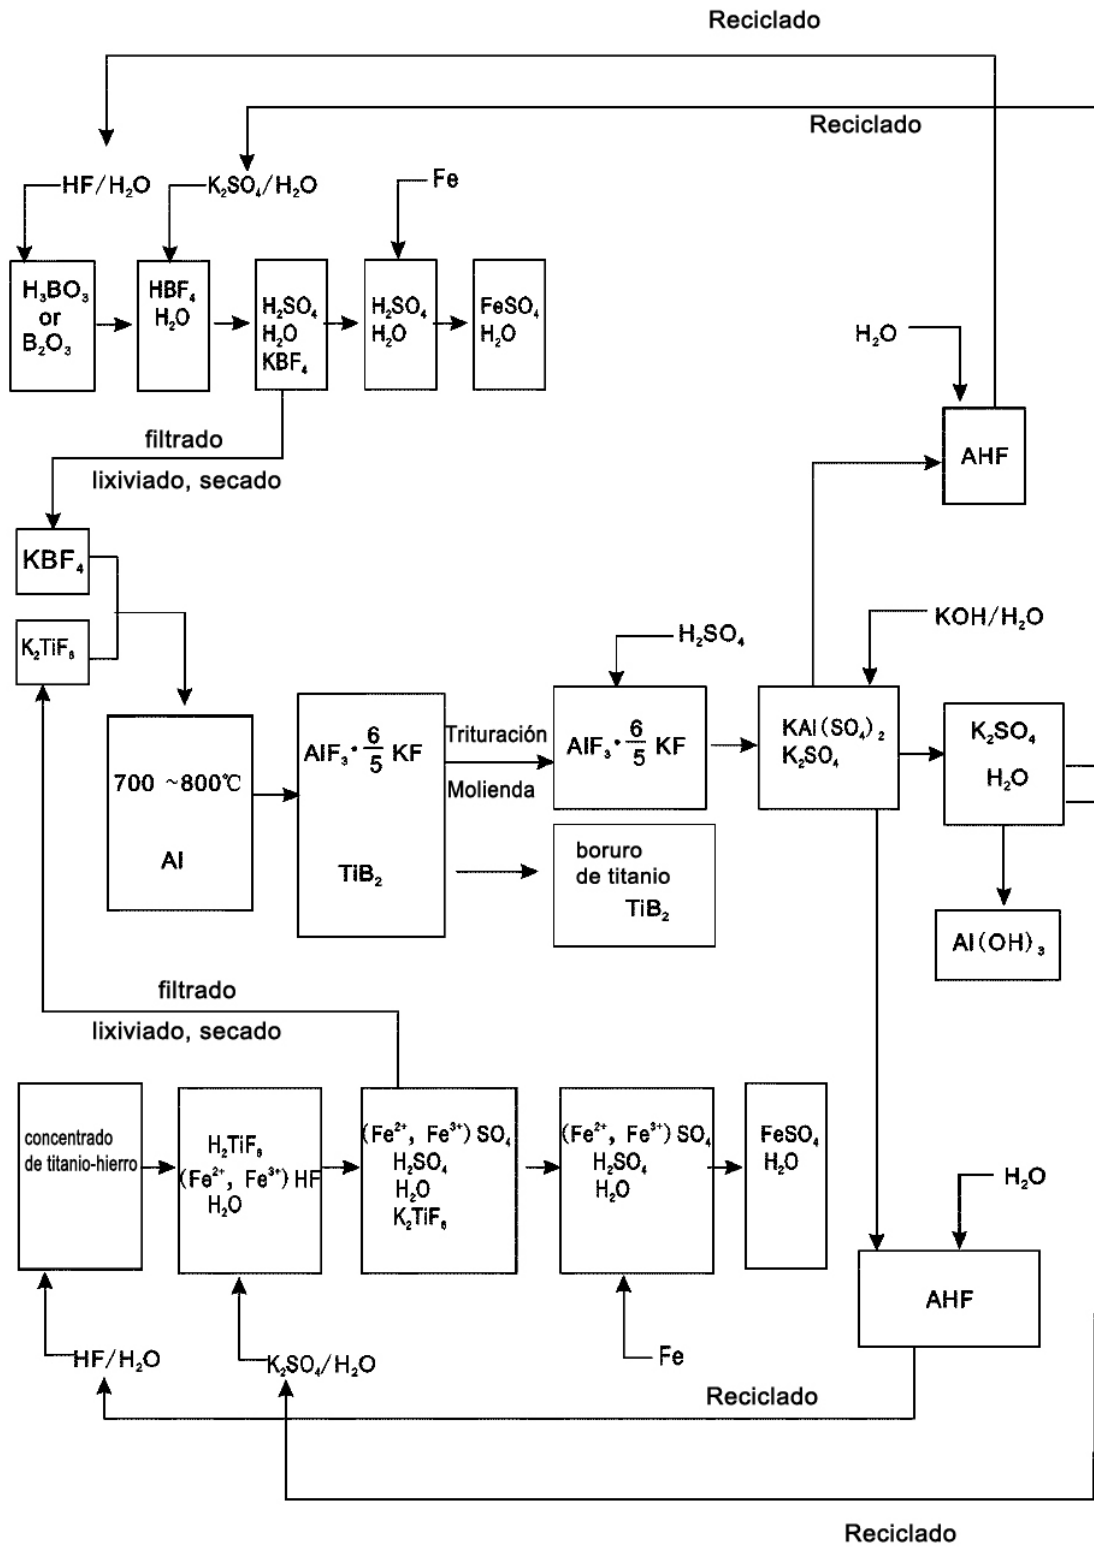 Reciclado
Reciclado
HF/H₂O
K₂SO₄/H₂O
Fe
H₃BO₃
or
B₂O₃
HBF₄
H₂O
H₂SO₄
H₂O
KBF₄
H₂SO₄
H₂O
FeSO₄
H₂O
H₂O
AHF
filtrado
lixiviado, secado
KBF₄
K₂TiF₆
KOH/H₂O
H₂SO₄
700 ~800℃
Al
AlF₃·6/5 KF
TiB₂
Trituración
Molienda
AlF₃·6/5 KF
boruro
de titanio
TiB₂
KAl(SO₄)₂
K₂SO₄
K₂SO₄
H₂O
Al(OH)₃
filtrado
lixiviado, secado
concentrado
de titanio-hierro
H₂TiF₆
(Fe²⁺, Fe³⁺)HF
H₂O
(Fe²⁺, Fe³⁺)SO₄
H₂SO₄
H₂O
K₂TiF₆
(Fe²⁺, Fe³⁺)SO₄
H₂SO₄
H₂O
FeSO₄
H₂O
H₂O
AHF
HF/H₂O
K₂SO₄/H₂O
Fe
Reciclado
Reciclado